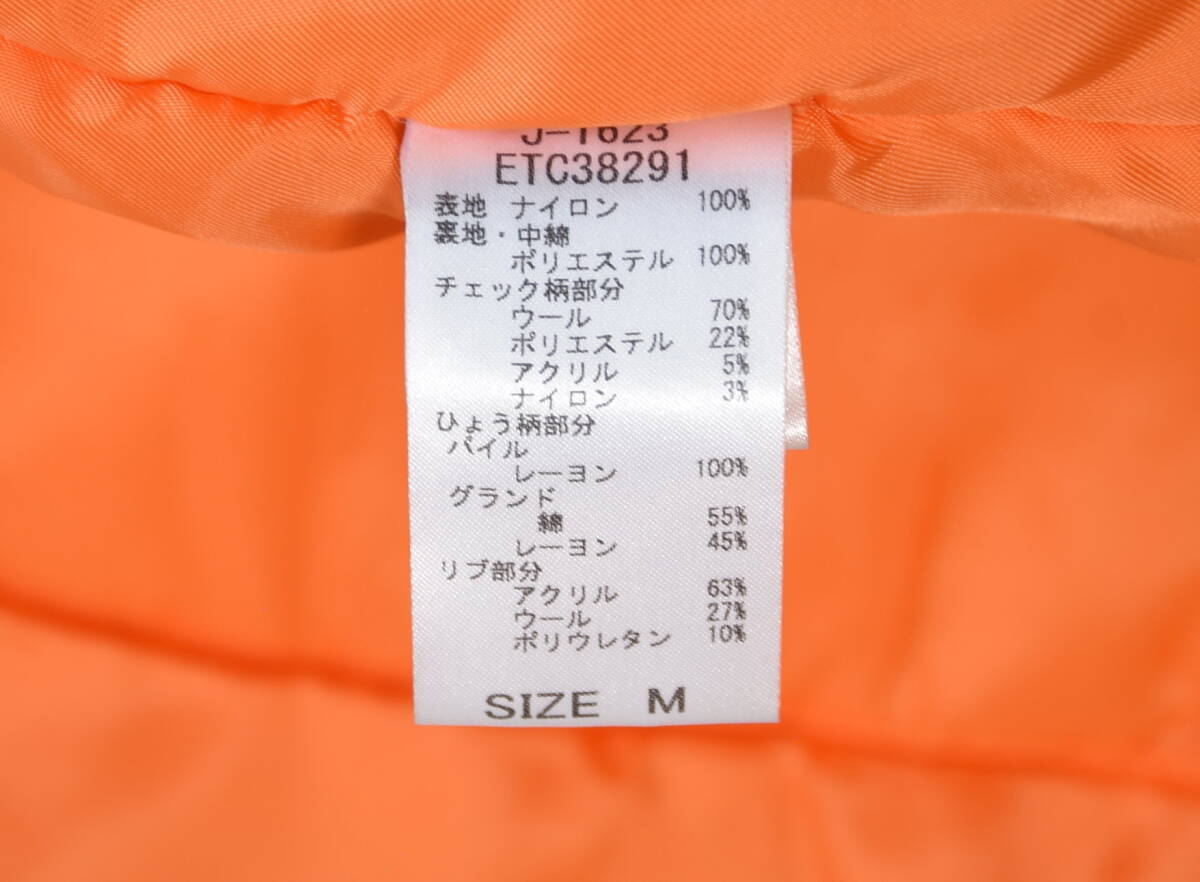 J-1623
ETC38291
表地 ナイロン 100%
裏地・中綿
ポリエステル 100%
チェック柄部分
ウール 70%
ポリエステル 22%
アクリル 5%
ナイロン 3%
ひょう柄部分
パイル
レーヨン 100%
グランド
綿 55%
レーヨン 45%
リブ部分
アクリル 63%
ウール 27%
ポリウレタン 10%
SIZE M